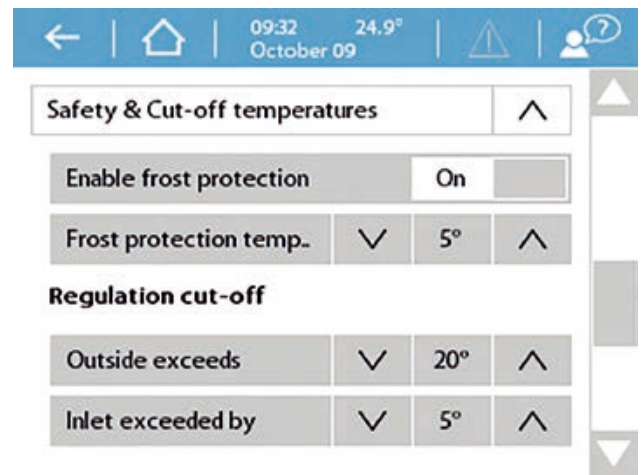 09:32 24.9°
October 09
?
Safety & Cut-off temperatures
Enable frost protection On
Frost protection temp.. 5°
Regulation cut-off
Outside exceeds 20°
Inlet exceeded by 5°